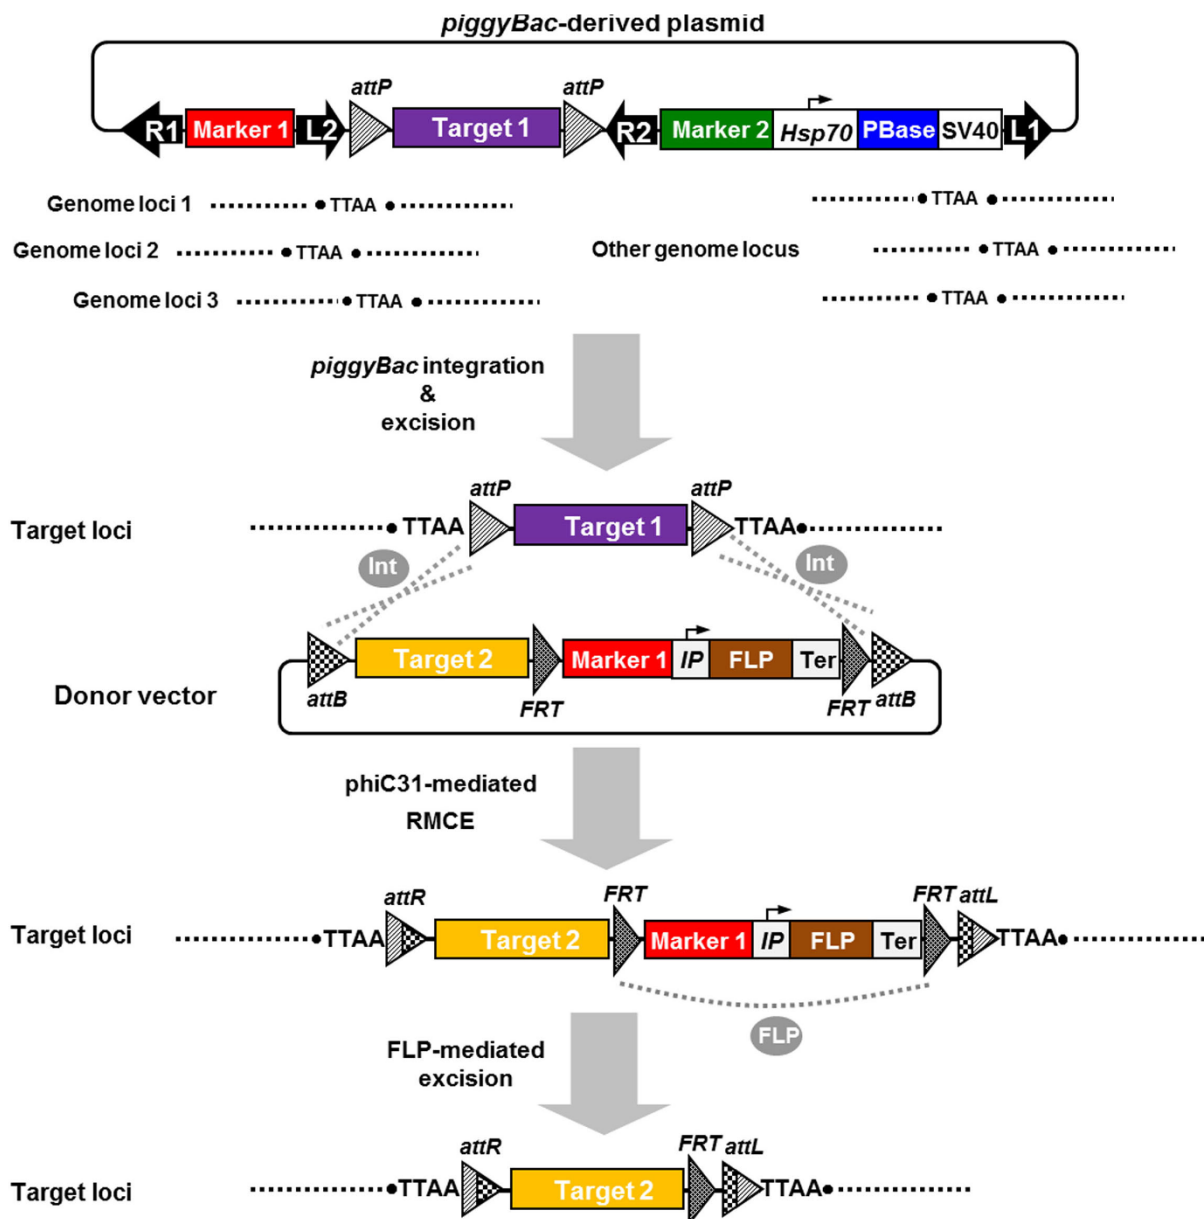 piggyBac-derived plasmid
attP attP
R1 Marker 1 L2 Target 1 R2 Marker 2 Hsp70 PBase SV40 L1
Genome loci 1 TTAA TTAA
Genome loci 2 TTAA Other genome locus TTAA
Genome loci 3 TTAA TTAA
piggyBac integration
&
excision
attP attP
Target loci TTAA Target 1 TTAA
Int Int
Target 2 Marker 1 IP FLP Ter
Donor vector attB FRT FRT attB
phiC31-mediated
RMCE
attR FRT FRT attL
Target loci TTAA Target 2 Marker 1 IP FLP Ter TTAA
FLP
FLP-mediated
excision
attR FRT attL
Target loci TTAA Target 2 TTAA